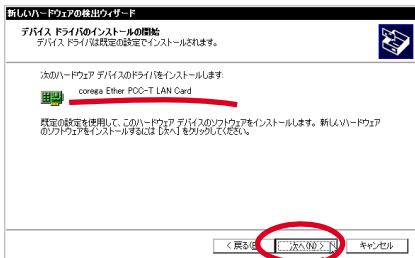 新しいハードウェアの検出ウィザード
デバイス ドライバのインストールの開始
デバイス ドライバは既定の設定でインストールされます。
次のハードウェア デバイスのドライバをインストールします:
corega Ether PCC-T LAN Card
既定の設定を使用して、このハードウェア デバイスのソフトウェアをインストールします。新しいハードウェア
のソフトウェアをインストールするには [次へ] をクリックしてください。
< 戻る(B) 次へ(N) > キャンセル